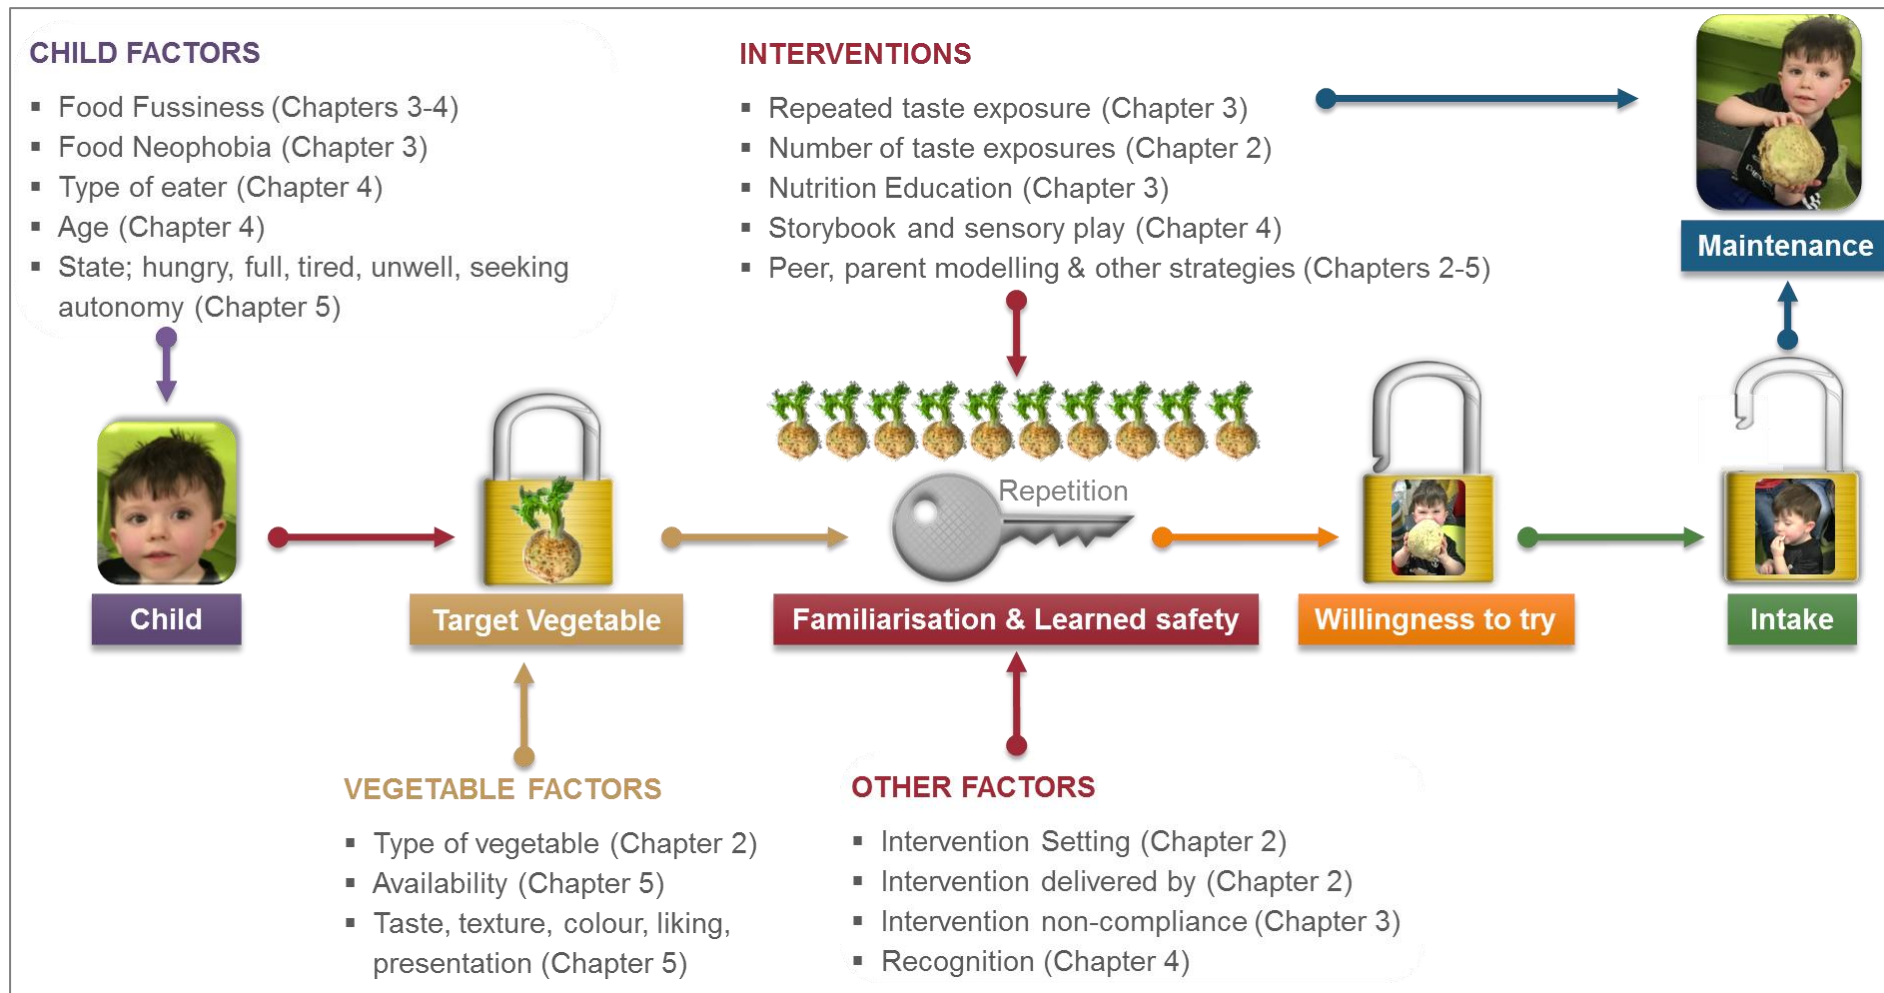 CHILD FACTORS
▪ Food Fussiness (Chapters 3-4)
▪ Food Neophobia (Chapter 3)
▪ Type of eater (Chapter 4)
▪ Age (Chapter 4)
▪ State; hungry, full, tired, unwell, seeking
autonomy (Chapter 5)
INTERVENTIONS
▪ Repeated taste exposure (Chapter 3)
▪ Number of taste exposures (Chapter 2)
▪ Nutrition Education (Chapter 3)
▪ Storybook and sensory play (Chapter 4)
▪ Peer, parent modelling & other strategies (Chapters 2-5)
Maintenance
Repetition
Child
Target Vegetable
Familiarisation & Learned safety
Willingness to try
Intake
VEGETABLE FACTORS
▪ Type of vegetable (Chapter 2)
▪ Availability (Chapter 5)
▪ Taste, texture, colour, liking,
presentation (Chapter 5)
OTHER FACTORS
▪ Intervention Setting (Chapter 2)
▪ Intervention delivered by (Chapter 2)
▪ Intervention non-compliance (Chapter 3)
▪ Recognition (Chapter 4)